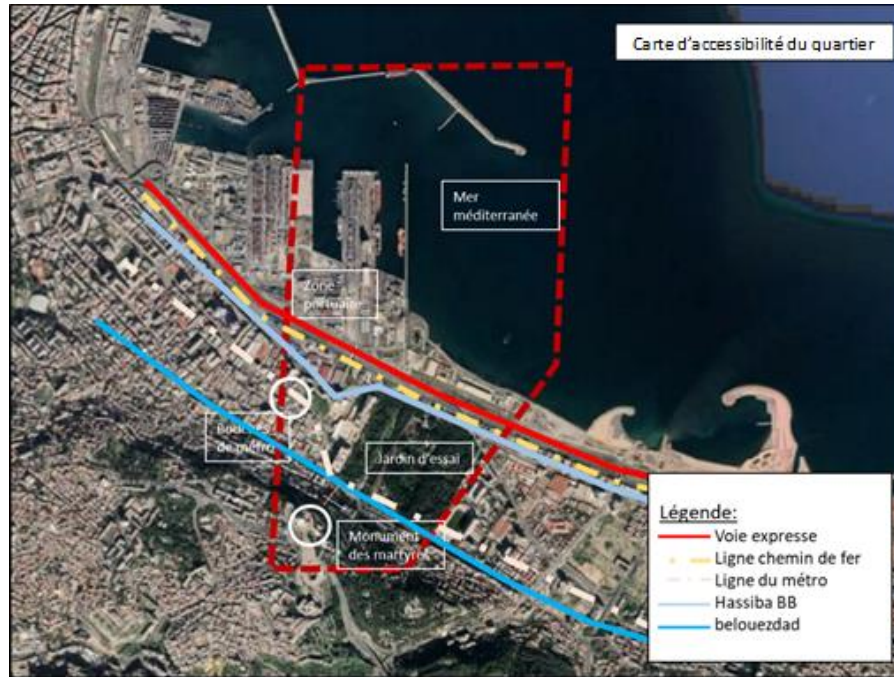 Carte d'accessibilité du quartier
Mer
méditerranée
Zone
portuaire
Bouches
de métro
Jardin d'essai
Monument
des martyres
Légende:
Voie expresse
Ligne chemin de fer
Ligne du métro
Hassiba BB
belouezdad